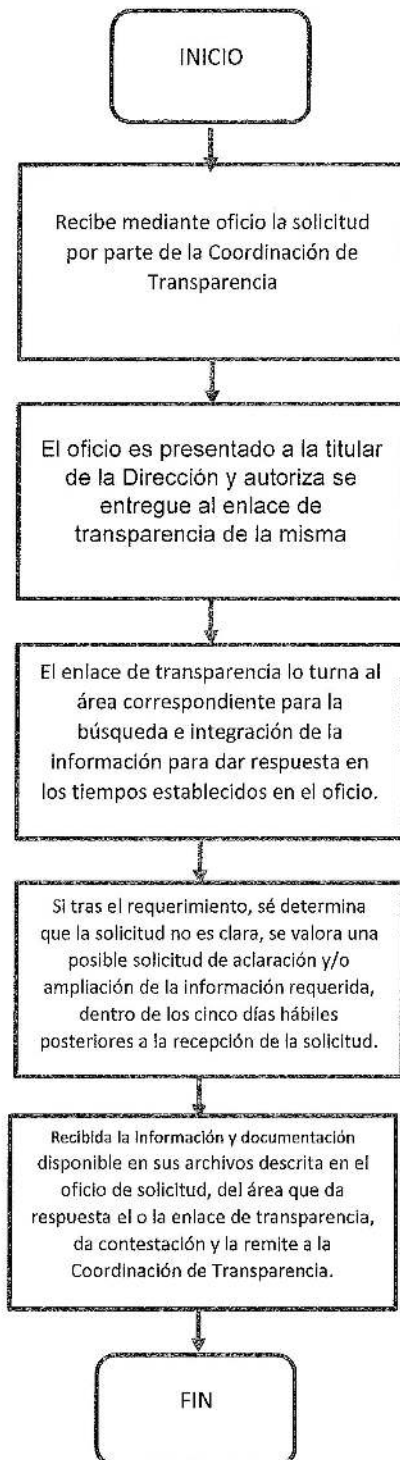 INICIO
Recibe mediante oficio la solicitud
por parte de la Coordinación de
Transparencia
El oficio es presentado a la titular
de la Dirección y autoriza se
entregue al enlace de
transparencia de la misma
El enlace de transparencia lo turna al
área correspondiente para la
búsqueda e integración de la
información para dar respuesta en
los tiempos establecidos en el oficio.
Si tras el requerimiento, sé determina
que la solicitud no es clara, se valora una
posible solicitud de aclaración y/o
ampliación de la información requerida,
dentro de los cinco días hábiles
posteriores a la recepción de la solicitud.
Recibida la información y documentación
disponible en sus archivos descrita en el
oficio de solicitud, del área que da
respuesta el o la enlace de transparencia,
da contestación y la remite a la
Coordinación de Transparencia.
FIN